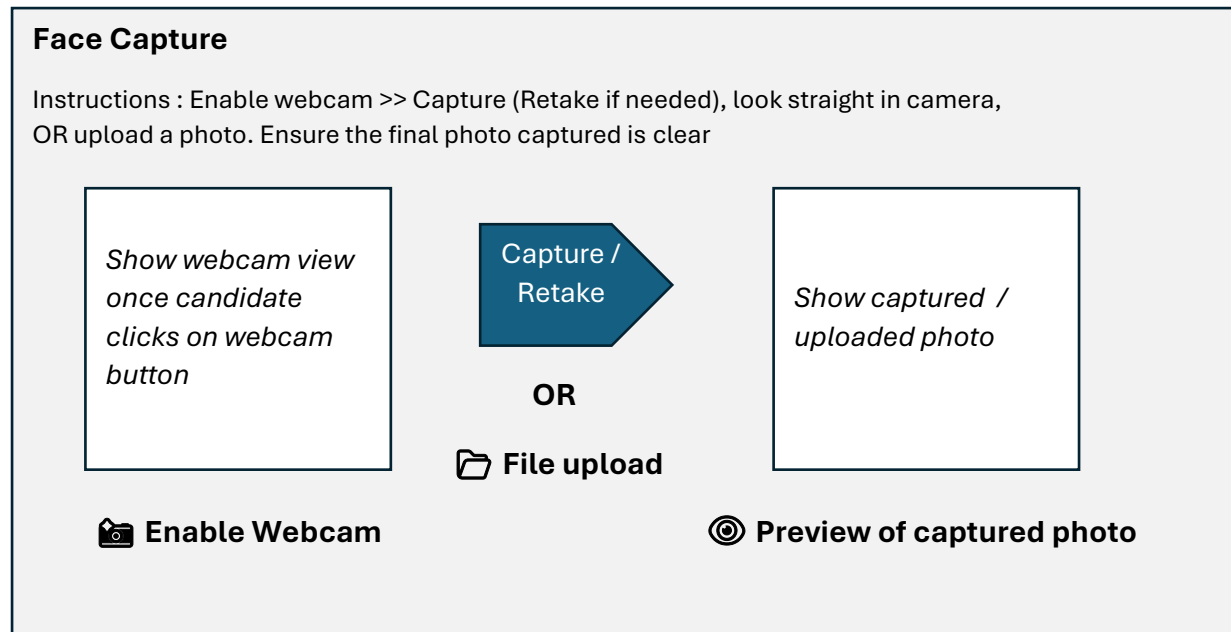 Face Capture
Instructions : Enable webcam >> Capture (Retake if needed), look straight in camera,
OR upload a photo. Ensure the final photo captured is clear
Show webcam view
once candidate
clicks on webcam
button
Capture /
Retake
OR
File upload
Show captured /
uploaded photo
Enable Webcam
Preview of captured photo